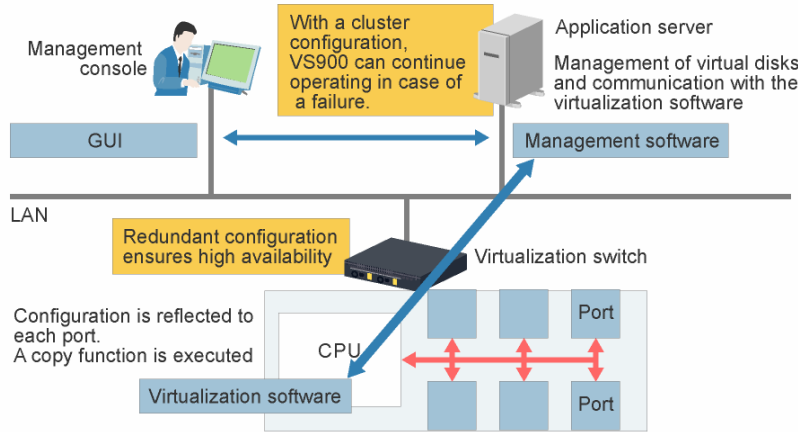 Management
console
With a cluster
configuration,
VS900 can continue
operating in case of
a failure.
Application server
Management of virtual disks
and communication with the
virtualization software
GUI
Management software
LAN
Redundant configuration
ensures high availability
Virtualization switch
Configuration is reflected to
each port.
A copy function is executed
CPU
Port
Virtualization software
Port